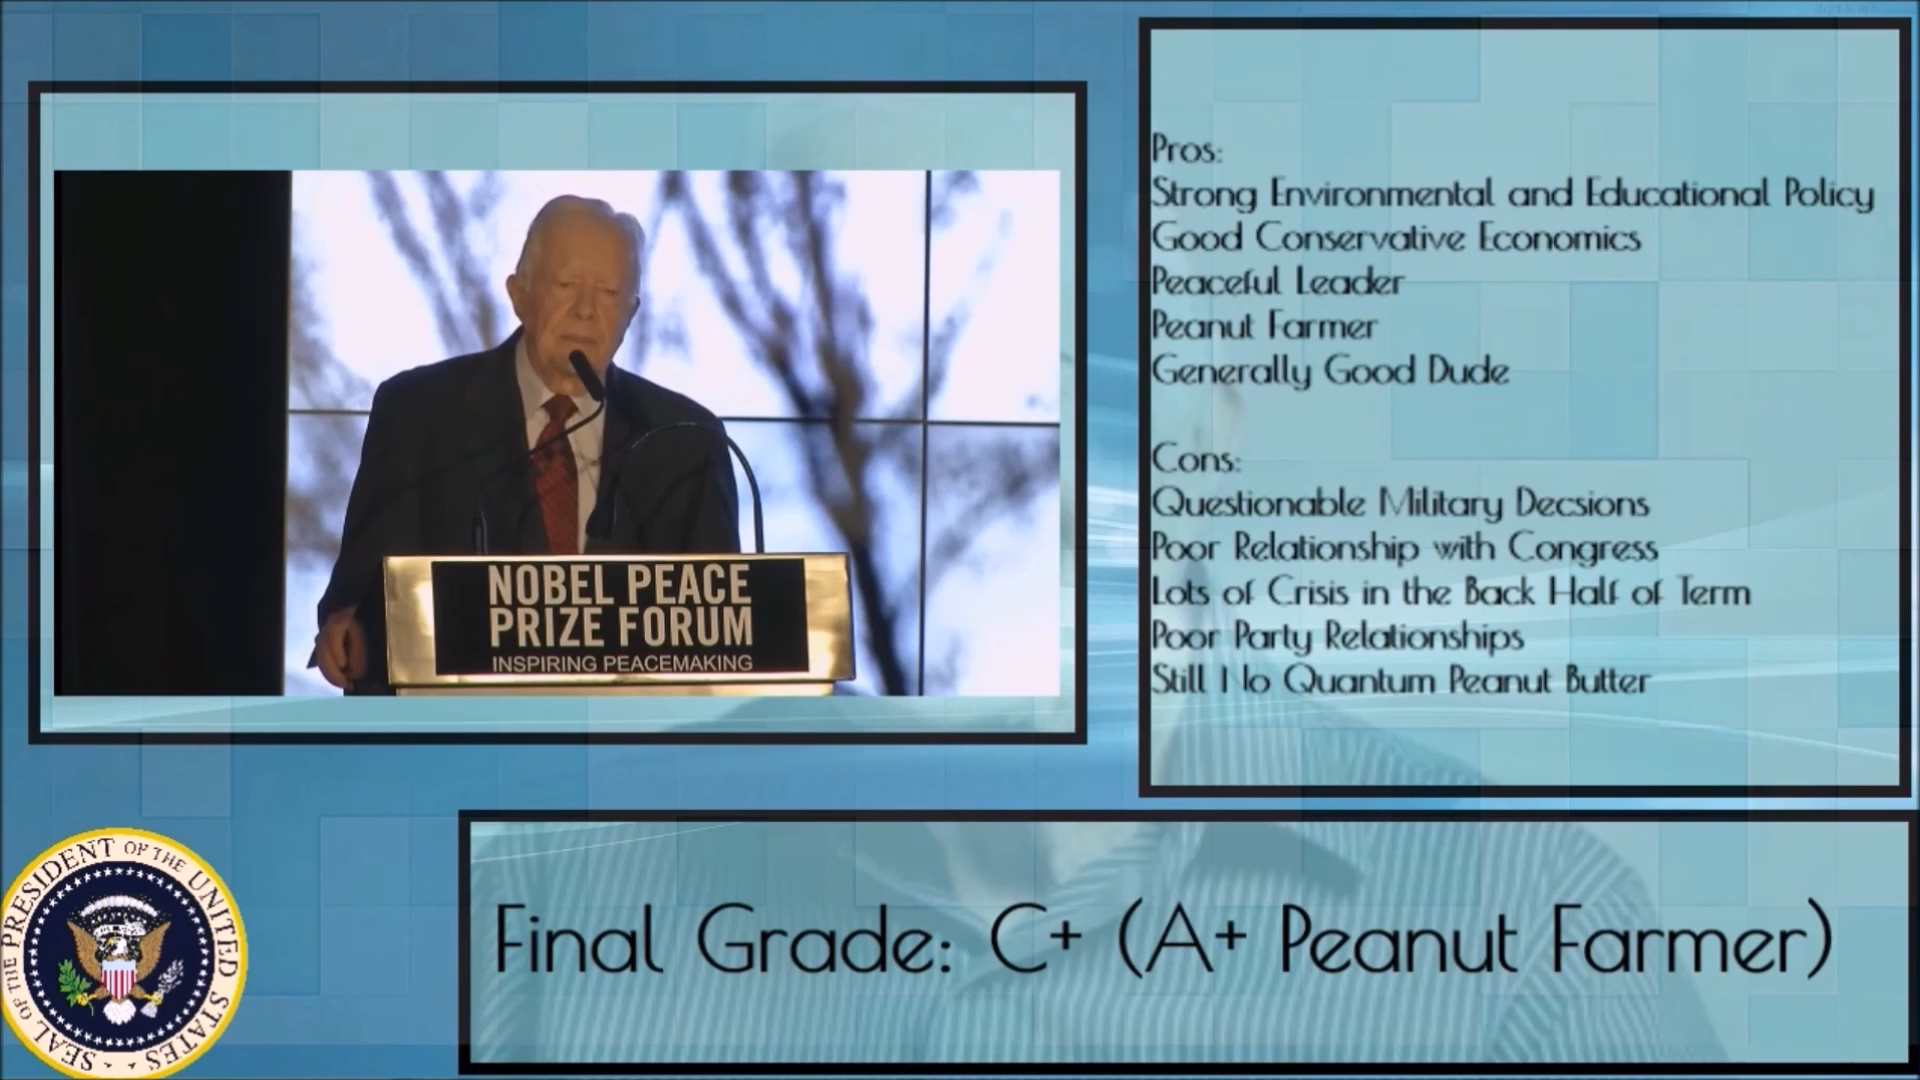 Pros:
Strong Environmental and Educational Policy
Good Conservative Economics
Peaceful Leader
Peanut Farmer
Generally Good Dude
Cons:
Questionable Military Decsions
Poor Relationship with Congress
Lots of Crisis in the Back Half of Term
Poor Party Relationships
Still No Quantum Peanut Butter
NOBEL PEACE
PRIZE FORUM
INSPIRING PEACEMAKING
SEAL OF THE PRESIDENT OF THE UNITED STATES
Final Grade: C+ (A+ Peanut Farmer)